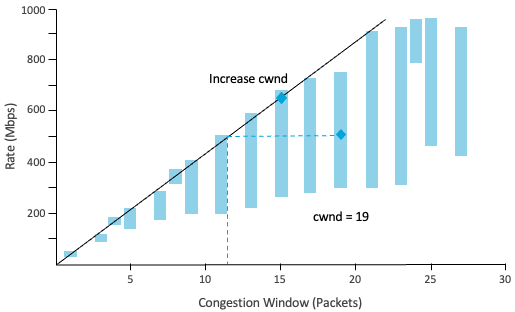 1000
800
600
400
200
Rate (Mbps)
Increase cwnd
cwnd = 19
5
10
15
20
25
30
Congestion Window (Packets)